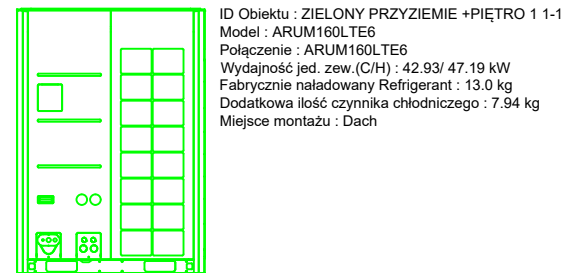 ID Obiektu : ZIELONY PRZYZIEMIE +PIĘTRO 1 1-1
Model : ARUM160LTE6
Połączenie : ARUM160LTE6
Wydajność jed. zew.(C/H) : 42.93/ 47.19 kW
Fabrycznie naładowany Refrigerant : 13.0 kg
Dodatkowa ilość czynnika chłodniczego : 7.94 kg
Miejsce montażu : Dach